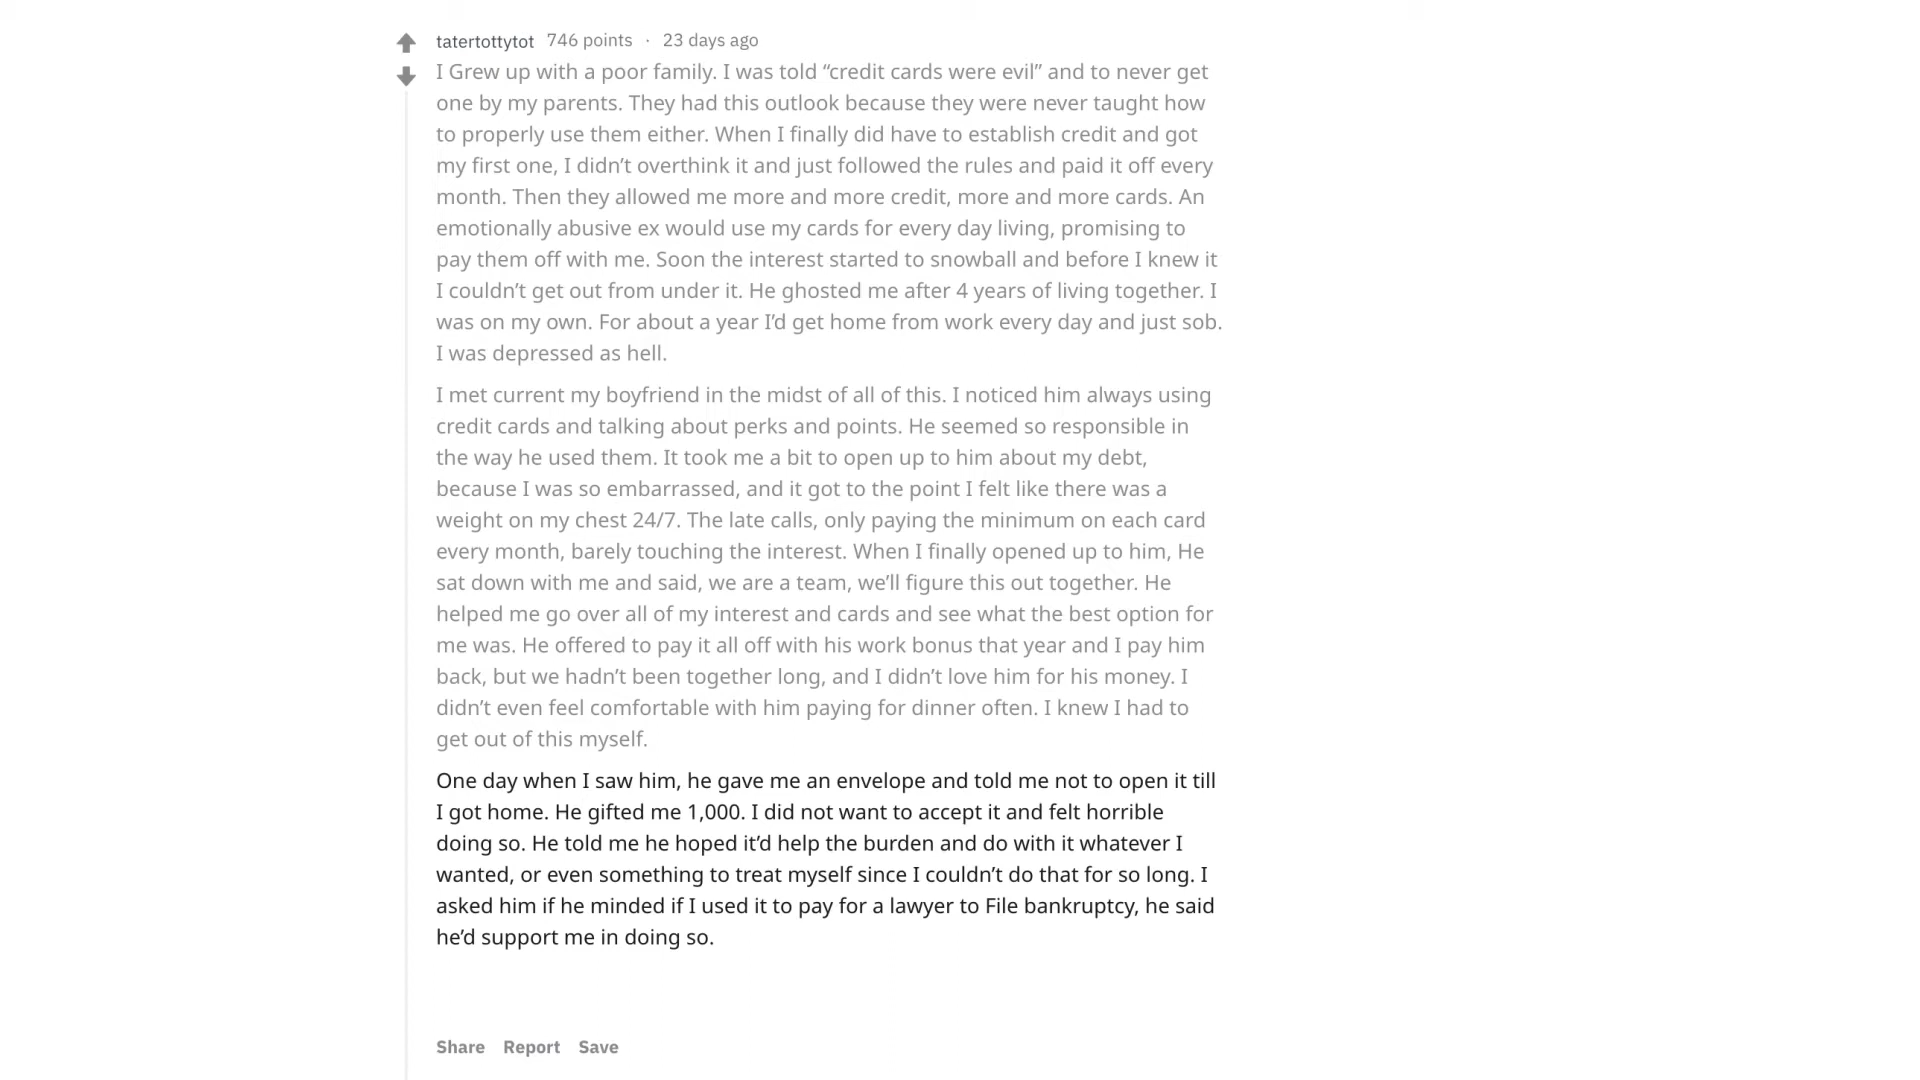 tatertottytot 746 points · 23 days ago
I Grew up with a poor family. I was told “credit cards were evil” and to never get
one by my parents. They had this outlook because they were never taught how
to properly use them either. When I finally did have to establish credit and got
my first one, I didn’t overthink it and just followed the rules and paid it off every
month. Then they allowed me more and more credit, more and more cards. An
emotionally abusive ex would use my cards for every day living, promising to
pay them off with me. Soon the interest started to snowball and before I knew it
I couldn’t get out from under it. He ghosted me after 4 years of living together. I
was on my own. For about a year I’d get home from work every day and just sob.
I was depressed as hell.
I met current my boyfriend in the midst of all of this. I noticed him always using
credit cards and talking about perks and points. He seemed so responsible in
the way he used them. It took me a bit to open up to him about my debt,
because I was so embarrassed, and it got to the point I felt like there was a
weight on my chest 24/7. The late calls, only paying the minimum on each card
every month, barely touching the interest. When I finally opened up to him, He
sat down with me and said, we are a team, we’ll figure this out together. He
helped me go over all of my interest and cards and see what the best option for
me was. He offered to pay it all off with his work bonus that year and I pay him
back, but we hadn’t been together long, and I didn’t love him for his money. I
didn’t even feel comfortable with him paying for dinner often. I knew I had to
get out of this myself.
One day when I saw him, he gave me an envelope and told me not to open it till
I got home. He gifted me 1,000. I did not want to accept it and felt horrible
doing so. He told me he hoped it’d help the burden and do with it whatever I
wanted, or even something to treat myself since I couldn’t do that for so long. I
asked him if he minded if I used it to pay for a lawyer to File bankruptcy, he said
he’d support me in doing so.
Share Report Save